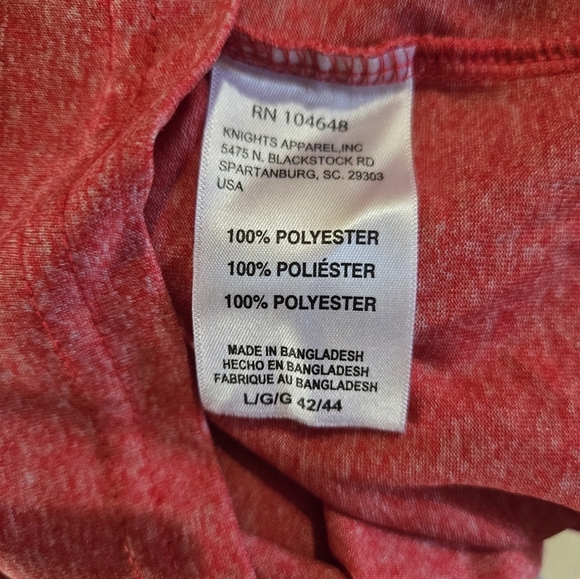 RN 104648
KNIGHTS APPAREL,INC
5475 N. BLACKSTOCK RD
SPARTANBURG, SC. 29303
USA
100% POLYESTER
100% POLIÉSTER
100% POLYESTER
MADE IN BANGLADESH
HECHO EN BANGLADESH
FABRIQUE AU BANGLADESH
L/G/G 42/44